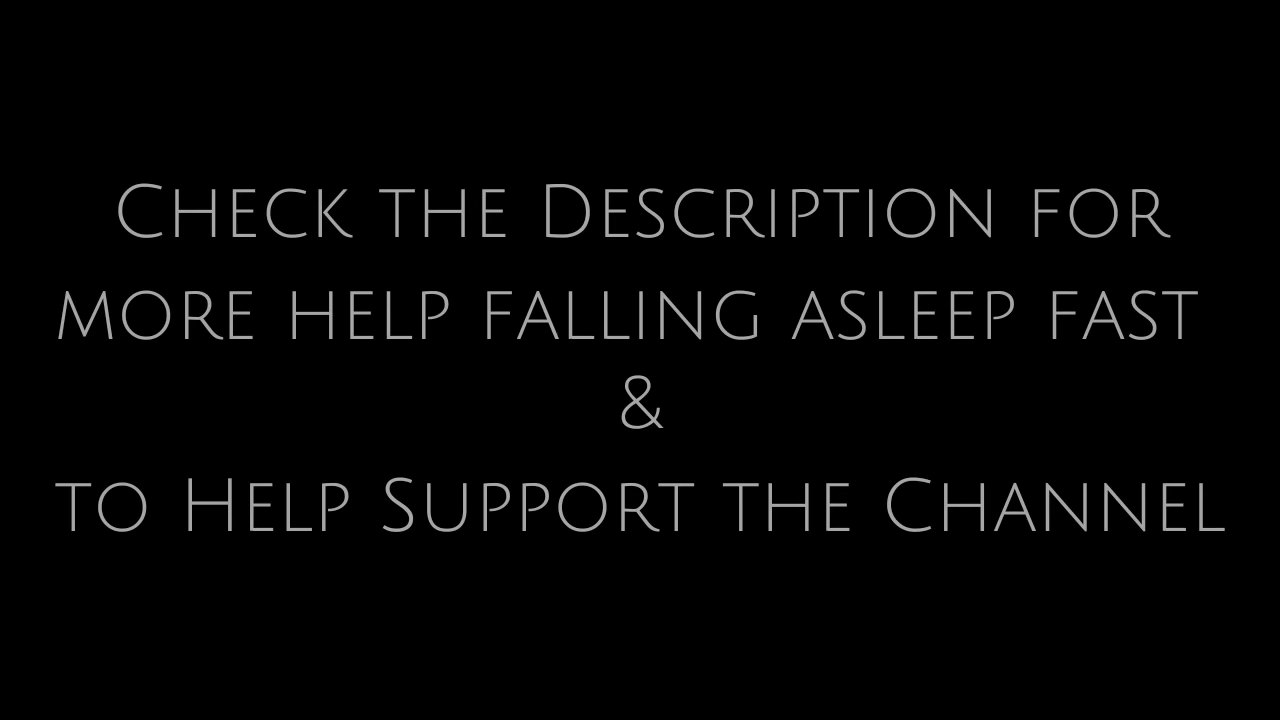 Check the Description for
more help falling asleep fast
&
to Help Support the Channel